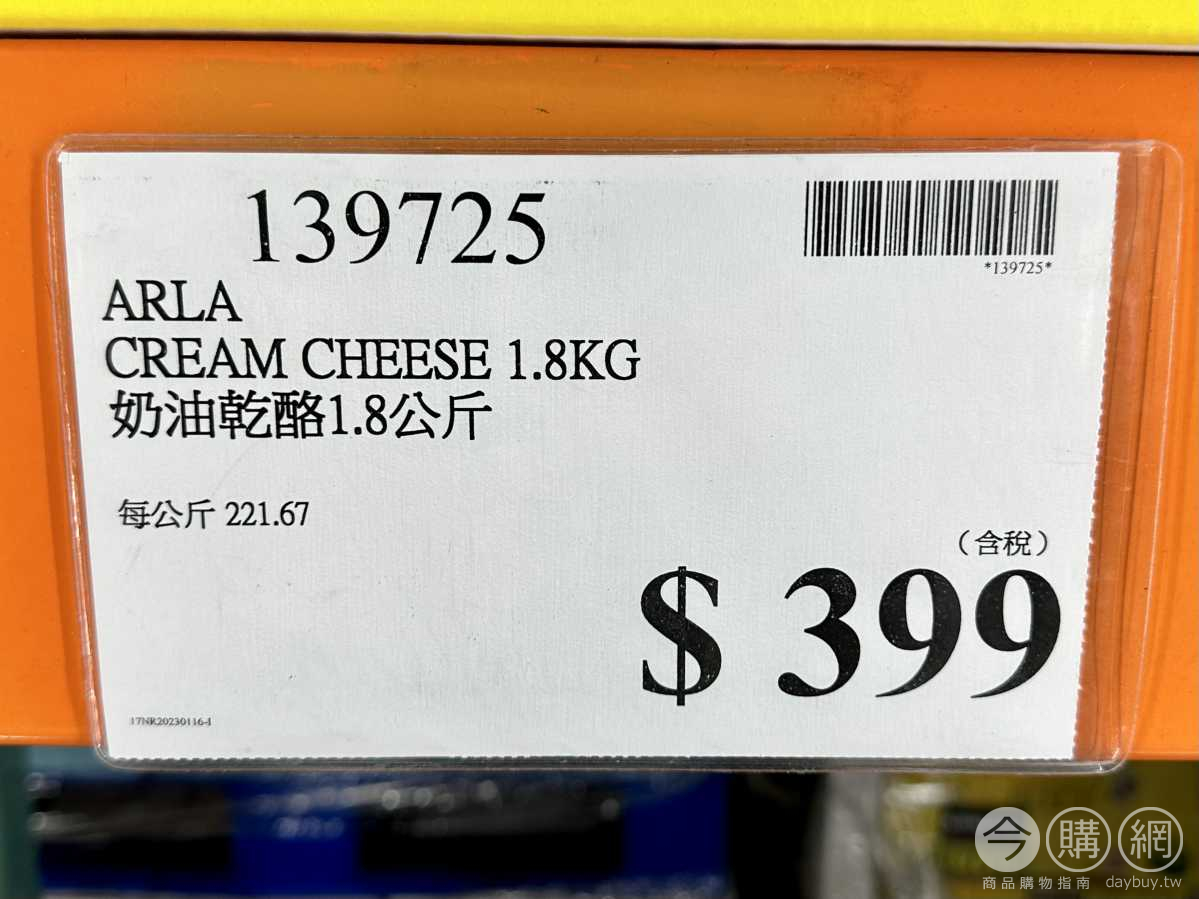 139725
*139725*
ARLA
CREAM CHEESE 1.8KG
奶油乾酪1.8公斤
每公斤 221.67
（含稅）
$ 399
17NR20230116-I
今購網
商品購物指南 daybuy.tw